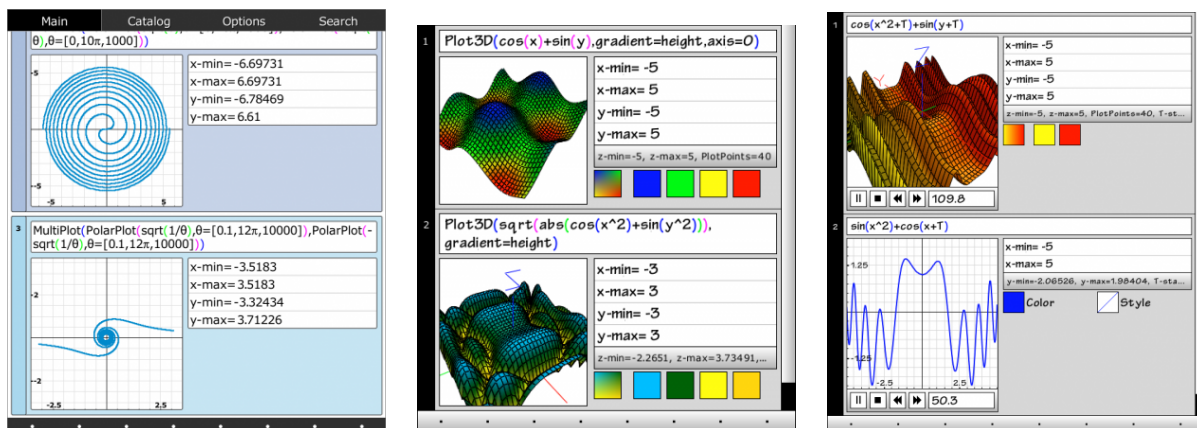 Main Catalog Options Search
θ),θ=[0,10π,1000]))
x-min=-6.69731
x-max=6.69731
y-min=-6.78469
y-max=6.61
-5
--5
-5
5
3
MultiPlot(PolarPlot(sqrt(1/θ),θ=[0.1,12π,10000]),PolarPlot(-
sqrt(1/θ),θ=[0.1,12π,10000]))
x-min=-3.5183
x-max=3.5183
y-min=-3.32434
y-max=3.71226
-2
--2
-2.5
2.5
1
Plot3D(cos(x)+sin(y),gradient=height,axis=0)
x-min= -5
x-max= 5
y-min= -5
y-max= 5
z-min=-5, z-max=5, PlotPoints=40
2
Plot3D(sqrt(abs(cos(x^2)+sin(y^2))),
gradient=height)
x-min= -3
x-max= 3
y-min= -3
y-max= 3
z-min=-2.2651, z-max=3.73491,...
1
cos(x^2+T)+sin(y+T)
x-min= -5
x-max= 5
y-min= -5
y-max= 5
z-min=-5, z-max=5, PlotPoints=40, T-st...
109.8
2
sin(x^2)+cos(x+T)
x-min= -5
x-max= 5
y-min=-2.06526, y-max=1.98404, T-sta...
Color Style
1.25
-1.25
-2.5
2.5
50.3